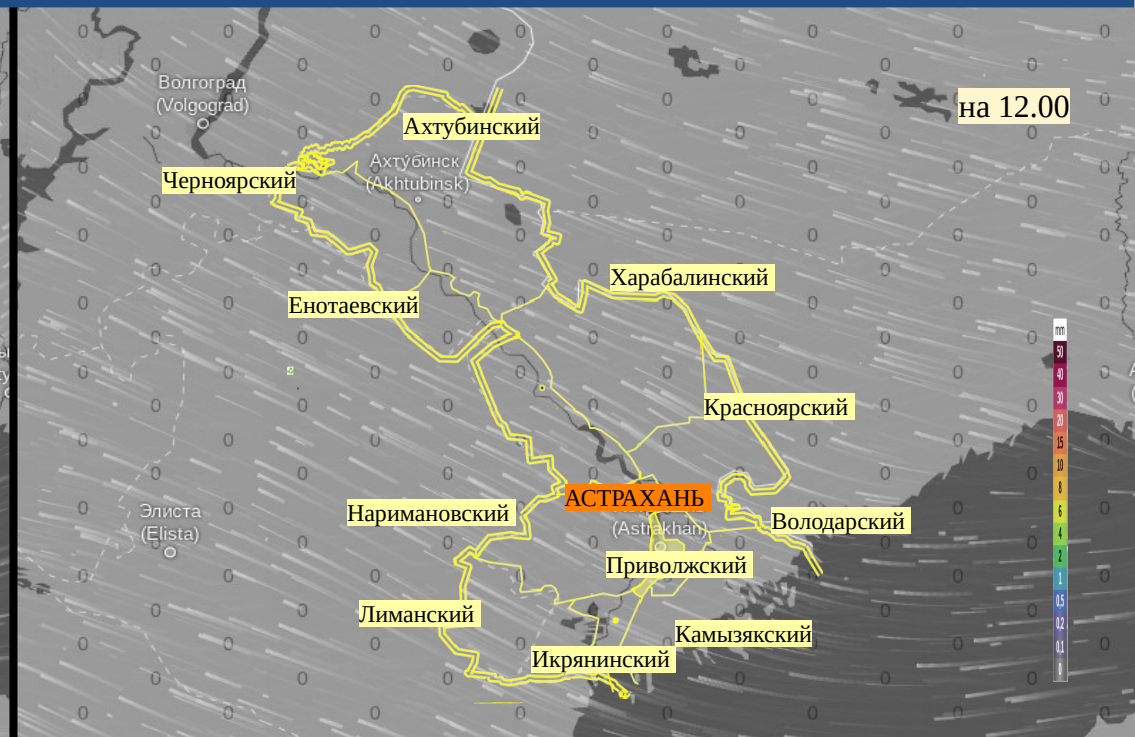 Волгоград
(Volgograd)
на 12.00
Ахтубинский
Ахтубинск
(Akhtubinsk)
Черноярский
Харабалинский
Енотаевский
mm
50
40
30
20
15
10
8
6
4
2
1
0,5
0,2
0,1
0
Красноярский
АСТРАХАНЬ
Элиста
(Elista)
Наримановский
(Astrakhan)
Володарский
Приволжский
Лиманский
Камызякский
Икрянинский